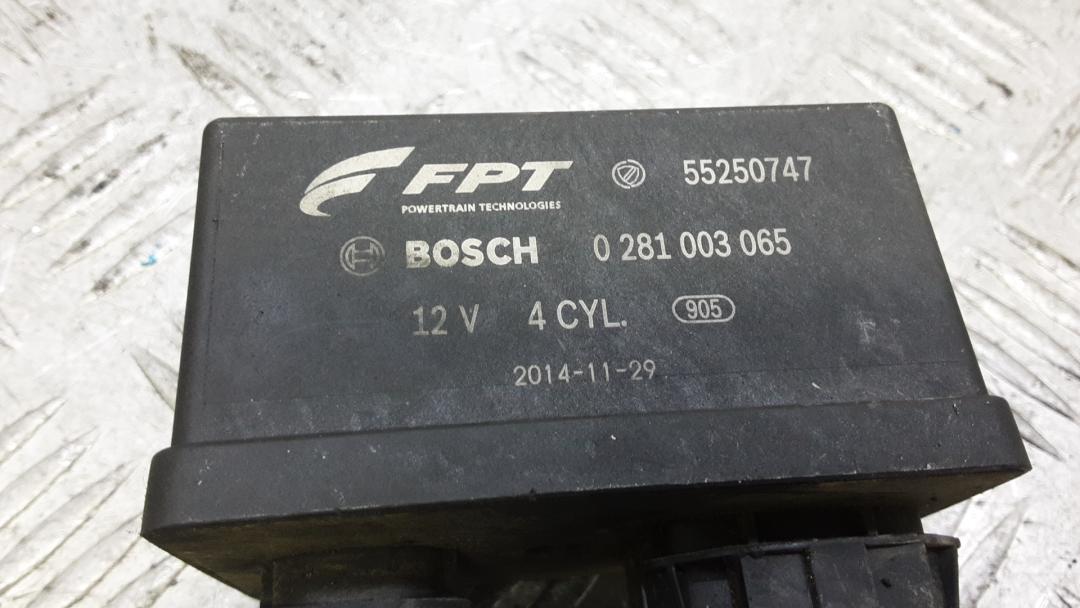 FPT 55250747
POWERTRAIN TECHNOLOGIES
BOSCH 0 281 003 065
12 V 4 CYL. 905
2014-11-29